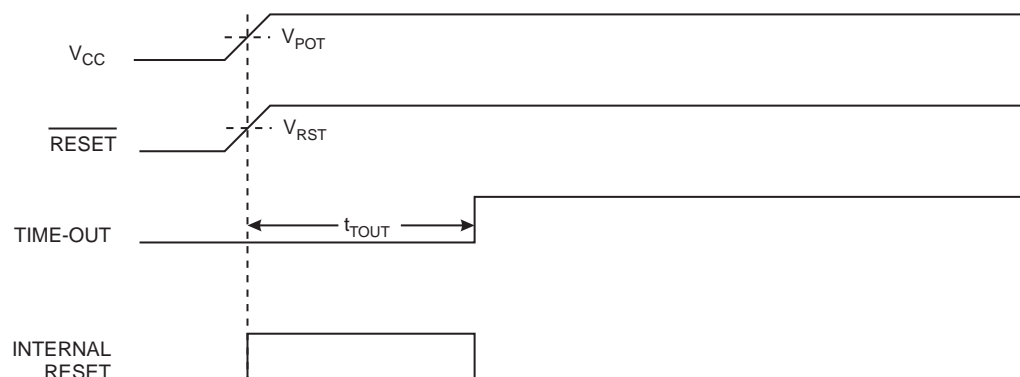 VCC
VPOT
RESET
VRST
TIME-OUT
tTOUT
INTERNAL
RESET